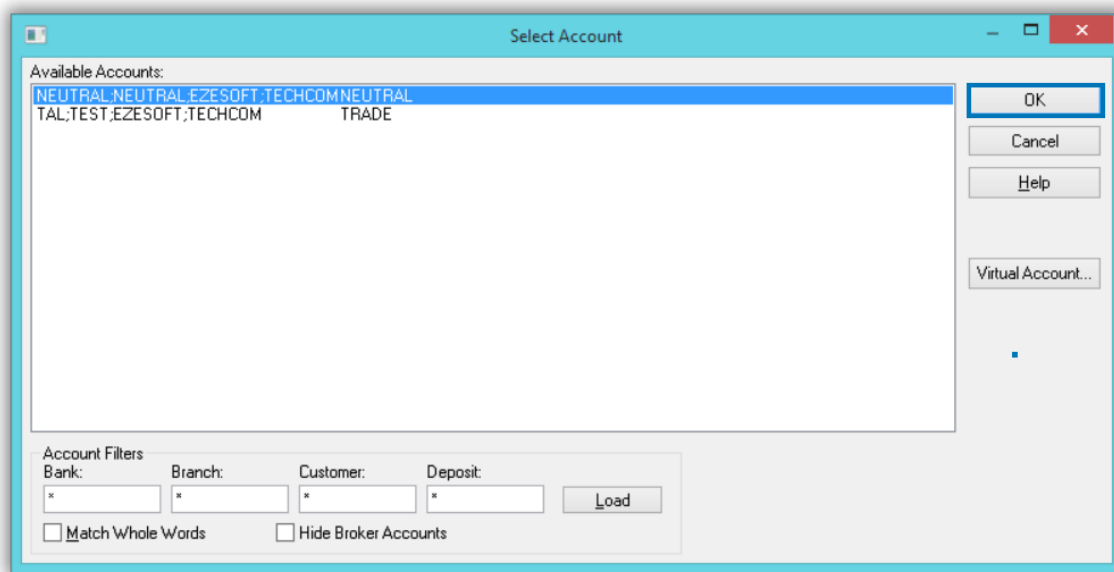 Select Account
Available Accounts:
NEUTRAL;NEUTRAL;EZESOFT;TECHCOMNEUTRAL
TAL;TEST;EZESOFT;TECHCOM TRADE
OK
Cancel
Help
Virtual Account...
Account Filters
Bank: Branch: Customer: Deposit:
* * * * Load
Match Whole Words Hide Broker Accounts